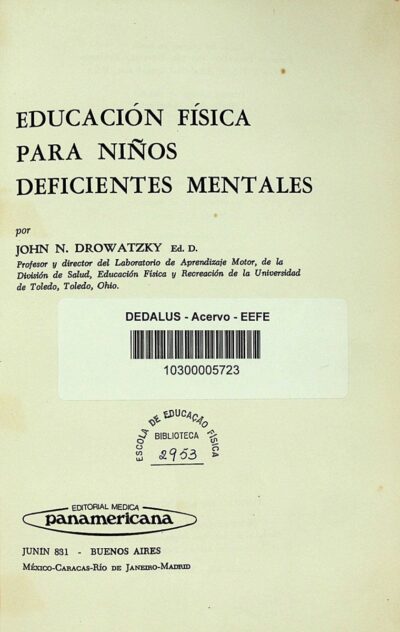 EDUCACIÓN FÍSICA
PARA NIÑOS
DEFICIENTES MENTALES
por
JOHN N. DROWATZKY Ed. D.
Profesor y director del Laboratorio de Aprendizaje Motor, de la
División de Salud, Educación Física y Recreación de la Universidad
de Toledo, Toledo, Ohio.
DEDALUS - Acervo - EEFE
10300005723
ESCOLA DE EDUCAÇÃO FÍSICA
BIBLIOTECA
2953
EDITORIAL MEDICA
panamericana
JUNIN 831 - BUENOS AIRES
MÉXICO-CARACAS-RÍO DE JANEIRO-MADRID